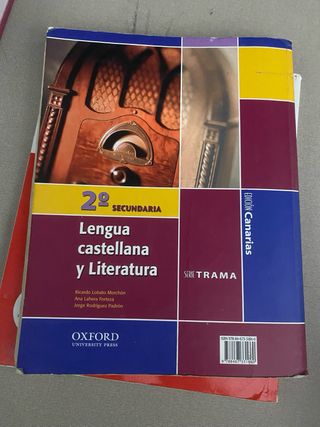 2º SECUNDARIA
Lengua
castellana
y Literatura
Ricardo Lobato Morchón
Ana Lahera Forteza
Jorge Rodríguez Padrón
OXFORD
UNIVERSITY PRESS
SERIE TRAMA
EDICIÓN Canarias